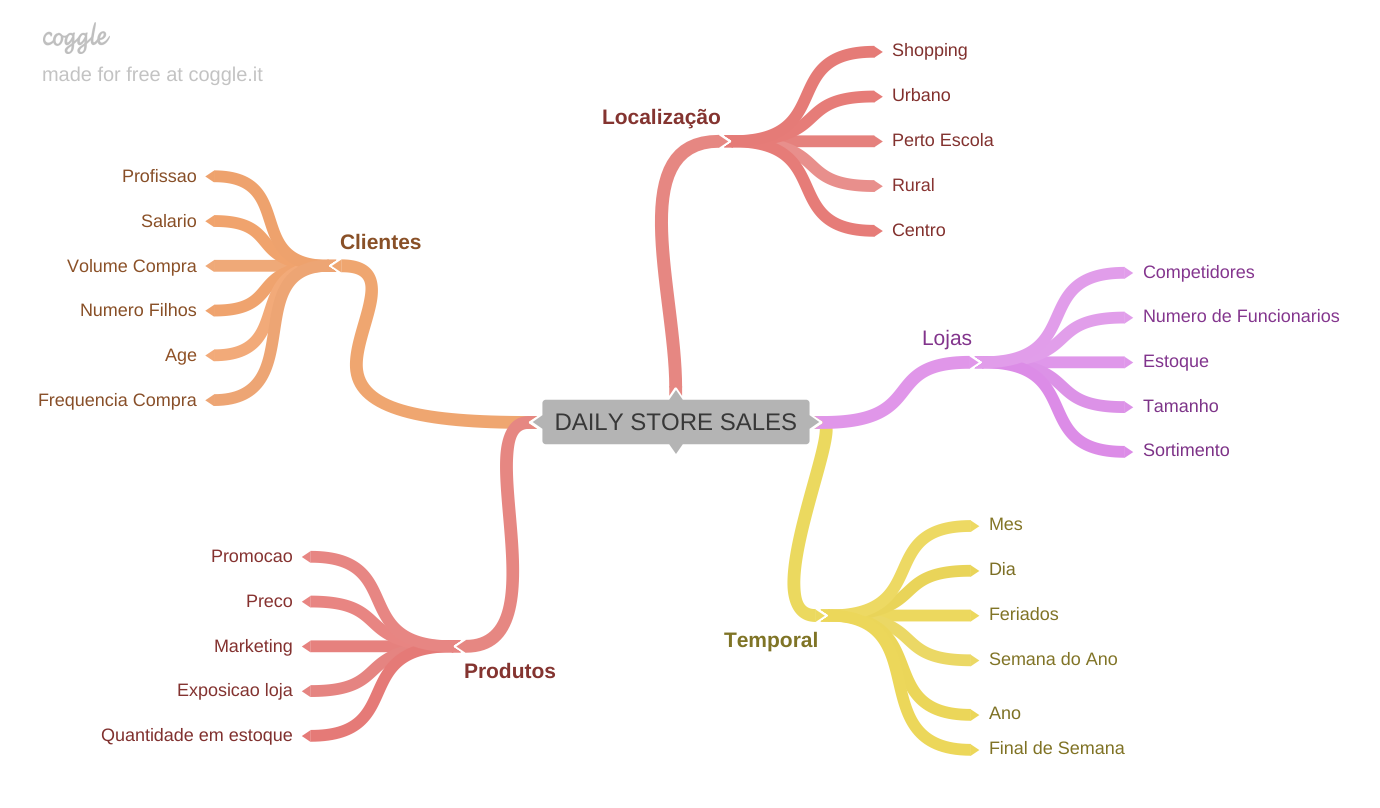 coggle
made for free at coggle.it
Localização
Shopping
Urbano
Perto Escola
Rural
Centro
Clientes
Profissao
Salario
Volume Compra
Numero Filhos
Age
Frequencia Compra
Lojas
Competidores
Numero de Funcionarios
Estoque
Tamanho
Sortimento
DAILY STORE SALES
Produtos
Promocao
Preco
Marketing
Exposicao loja
Quantidade em estoque
Temporal
Mes
Dia
Feriados
Semana do Ano
Ano
Final de Semana